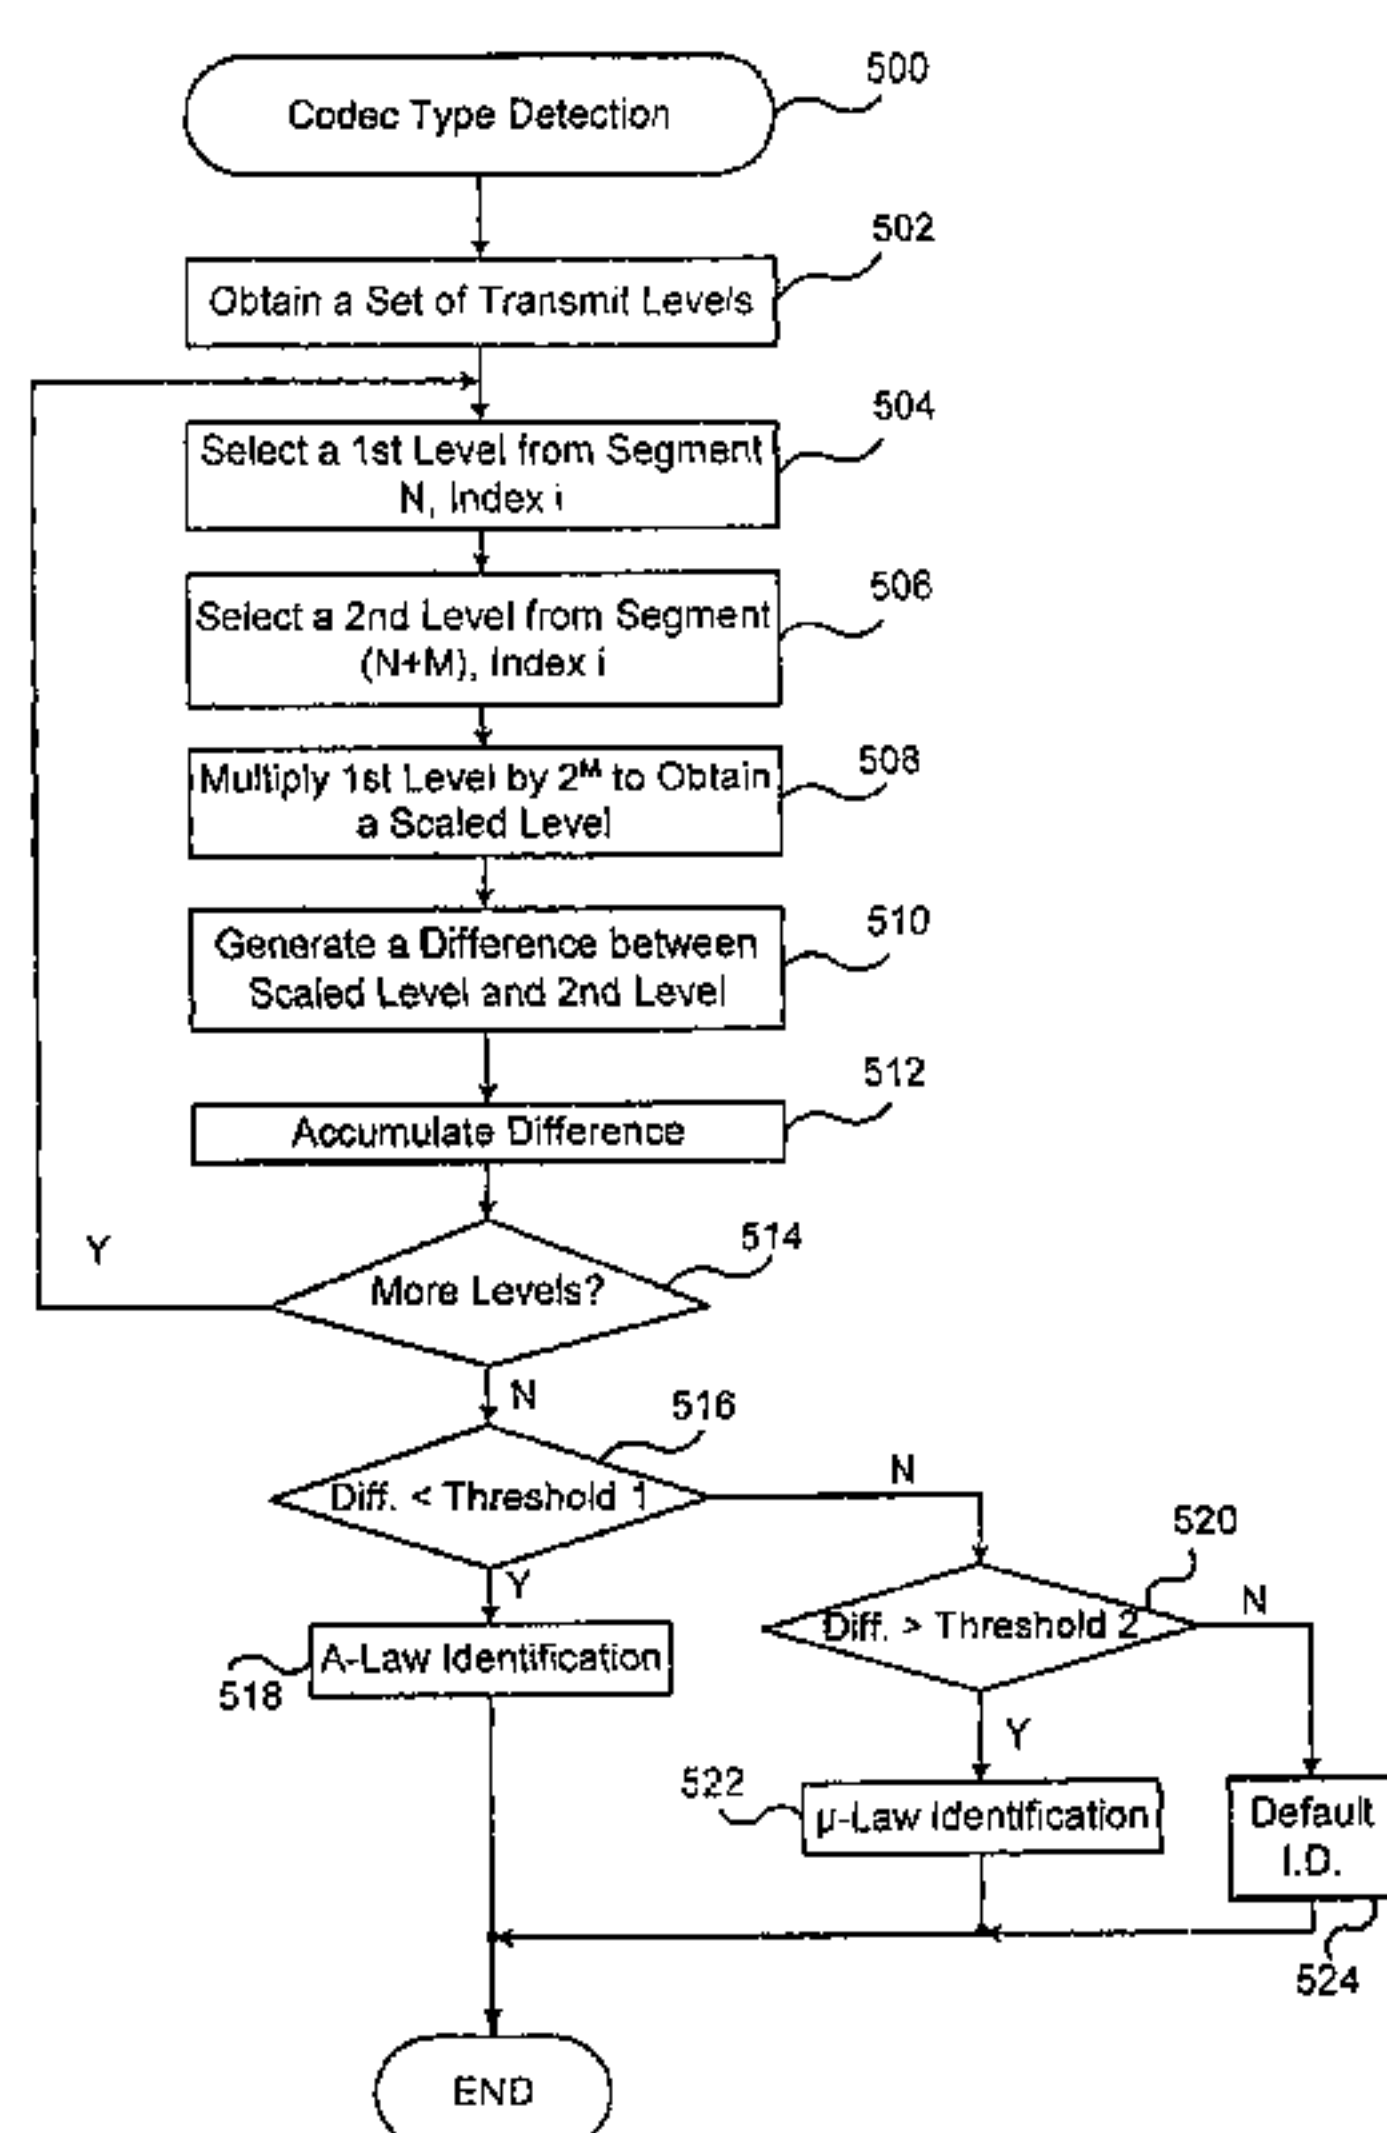 500
Codec Type Detection
502
Obtain a Set of Transmit Levels
504
Select a 1st Level from Segment
N, Index i
506
Select a 2nd Level from Segment
(N+M), Index i
508
Multiply 1st Level by 2ᴹ to Obtain
a Scaled Level
510
Generate a Difference between
Scaled Level and 2nd Level
512
Accumulate Difference
514
Y
More Levels?
N
516
Diff. < Threshold 1
N
520
Y
Diff. > Threshold 2
N
A-Law Identification
518
Y
522
µ-Law Identification
Default
I.D.
524
END